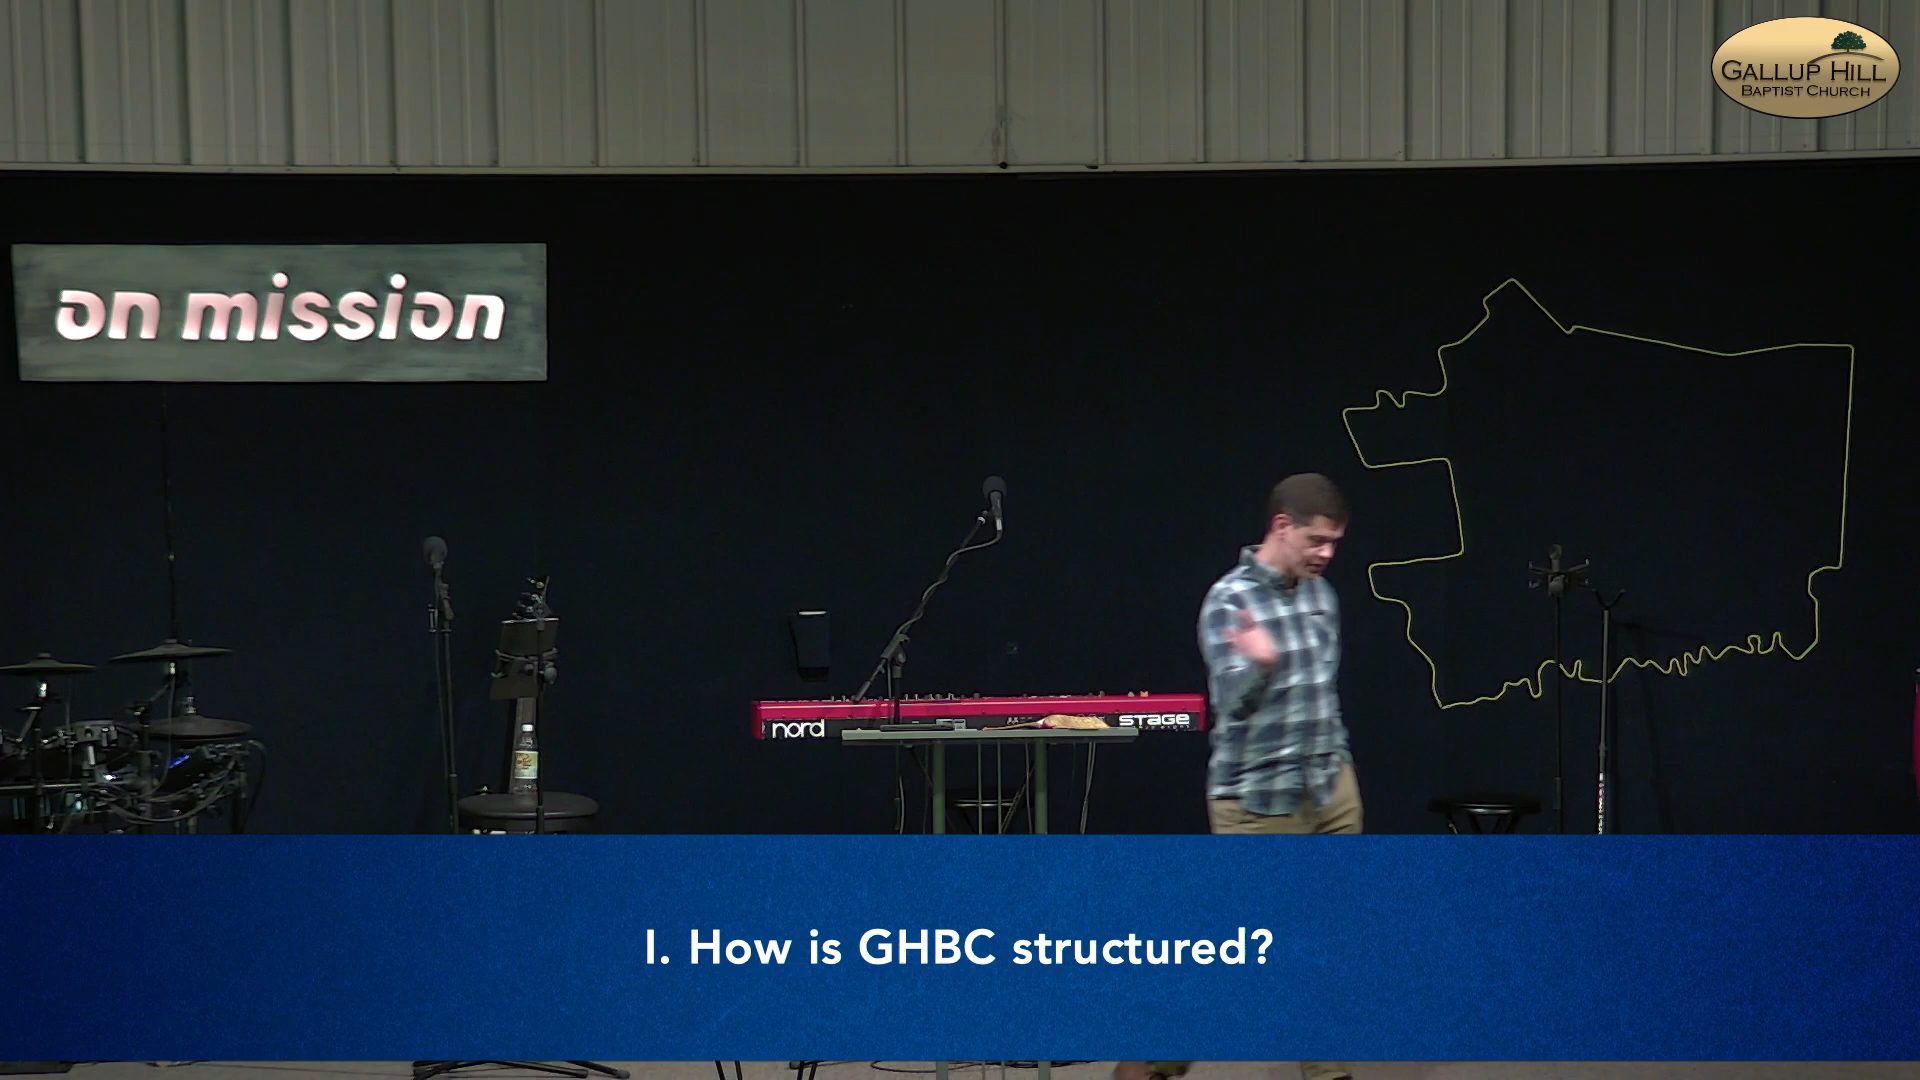 GALLUP HILL
BAPTIST CHURCH
on mission
nord
STAGE
I. How is GHBC structured?